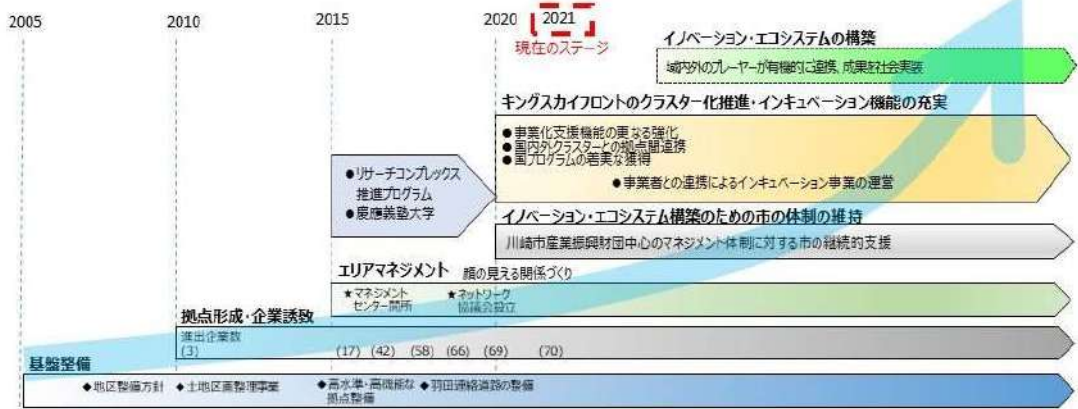 2005
2010
2015
2020
2021
現在のステージ
イノベーション・エコシステムの構築
域内外のプレーヤーが有機的に連携、成果を社会実装
キングスカイフロントのクラスター化推進・インキュベーション機能の充実
●事業化支援機能の更なる強化
●国内外クラスターとの拠点間連携
●国プログラムの着実な獲得
●事業者との連携によるインキュベーション事業の運営
●リサーチコンプレックス
推進プログラム
●慶應義塾大学
イノベーション・エコシステム構築のための市の体制の維持
川崎市産業振興財団中心のマネジメント体制に対する市の継続的支援
エリアマネジメント 顔の見える関係づくり
★マネジメント
センター開所
★ネットワーク
協議会設立
拠点形成・企業誘致
進出企業数
(3) (17) (42) (58) (66) (69) (70)
基盤整備
◆地区整備方針 ◆土地区画整理事業 ◆高水準・高機能な ◆羽田連絡道路の整備
拠点整備